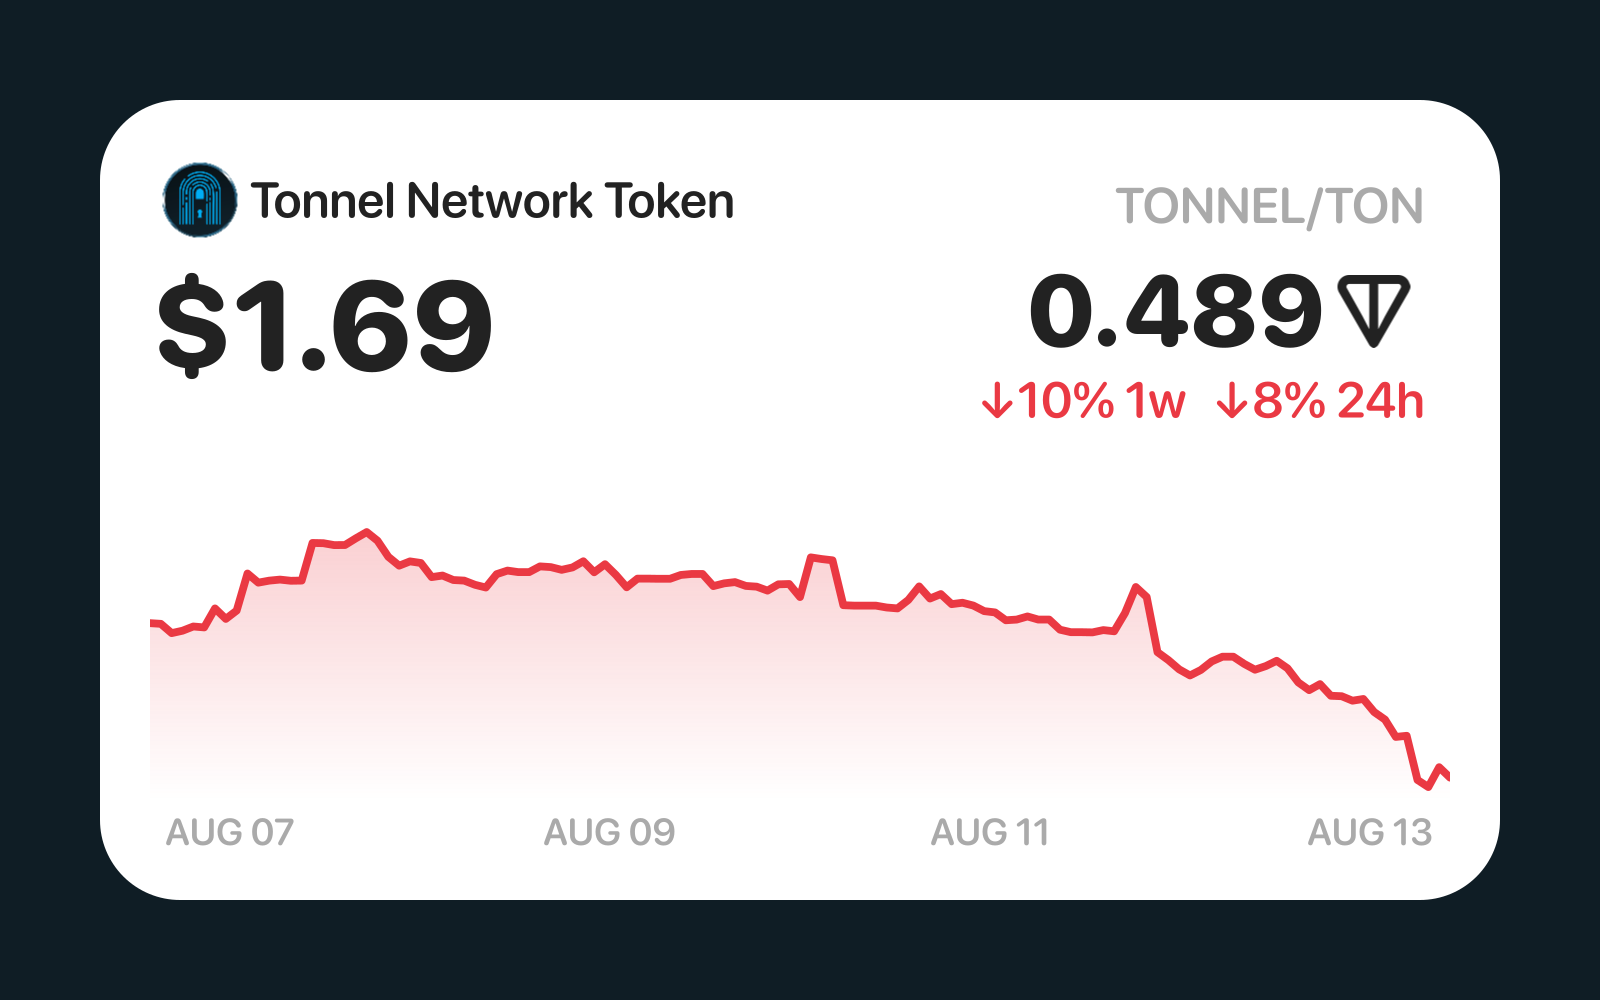 Tonnel Network Token
TONNEL/TON
$1.69
0.489
↓10% 1w ↓8% 24h
AUG 07
AUG 09
AUG 11
AUG 13